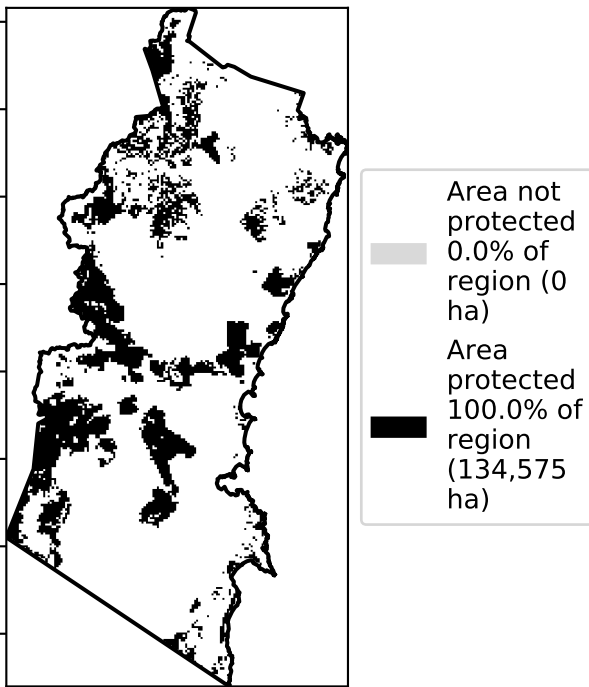 Area not
protected
0.0% of
region (0
ha)
Area
protected
100.0% of
region
(134,575
ha)